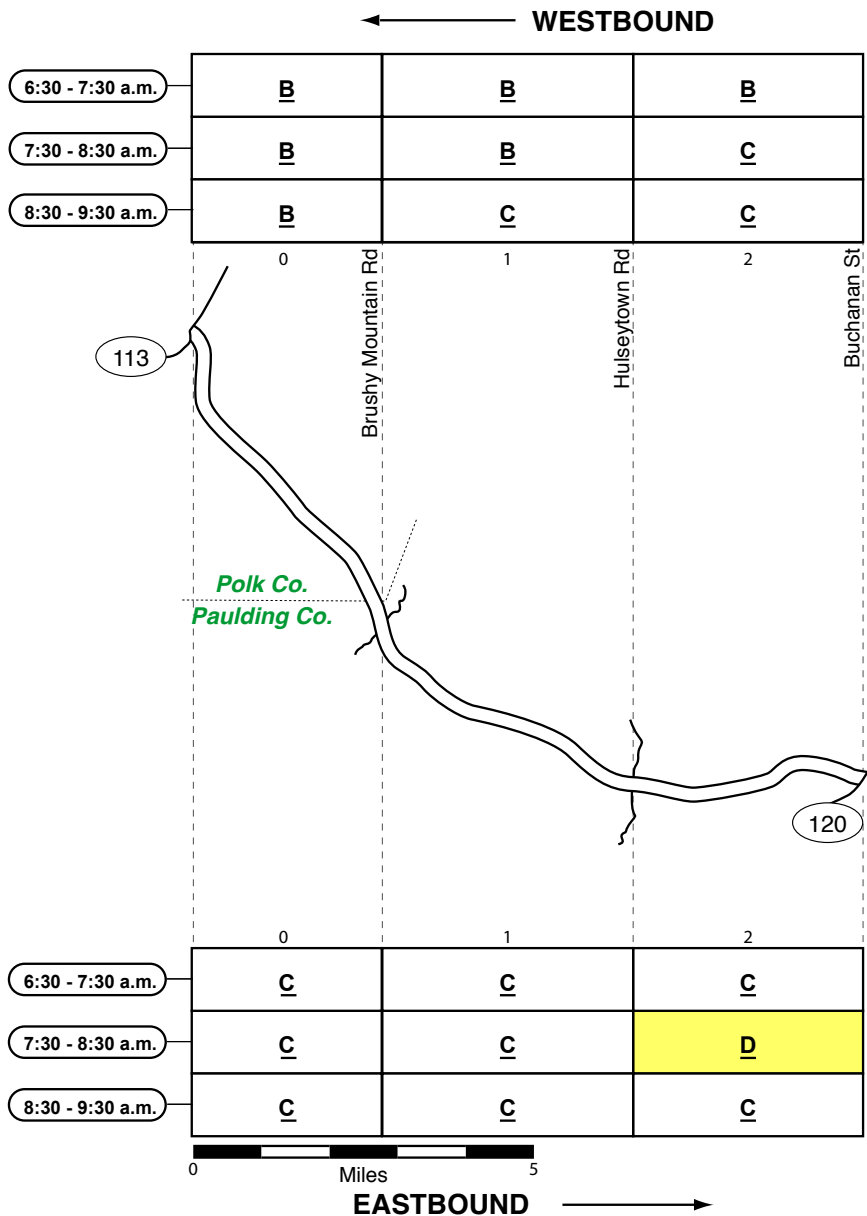 WESTBOUND
6:30 - 7:30 a.m. B B B
7:30 - 8:30 a.m. B B C
8:30 - 9:30 a.m. B C C
0 1 2
Brushy Mountain Rd
Hulseytown Rd
Buchanan St
113
Polk Co.
Paulding Co.
120
0 1 2
6:30 - 7:30 a.m. C C C
7:30 - 8:30 a.m. C C D
8:30 - 9:30 a.m. C C C
0 Miles 5
EASTBOUND